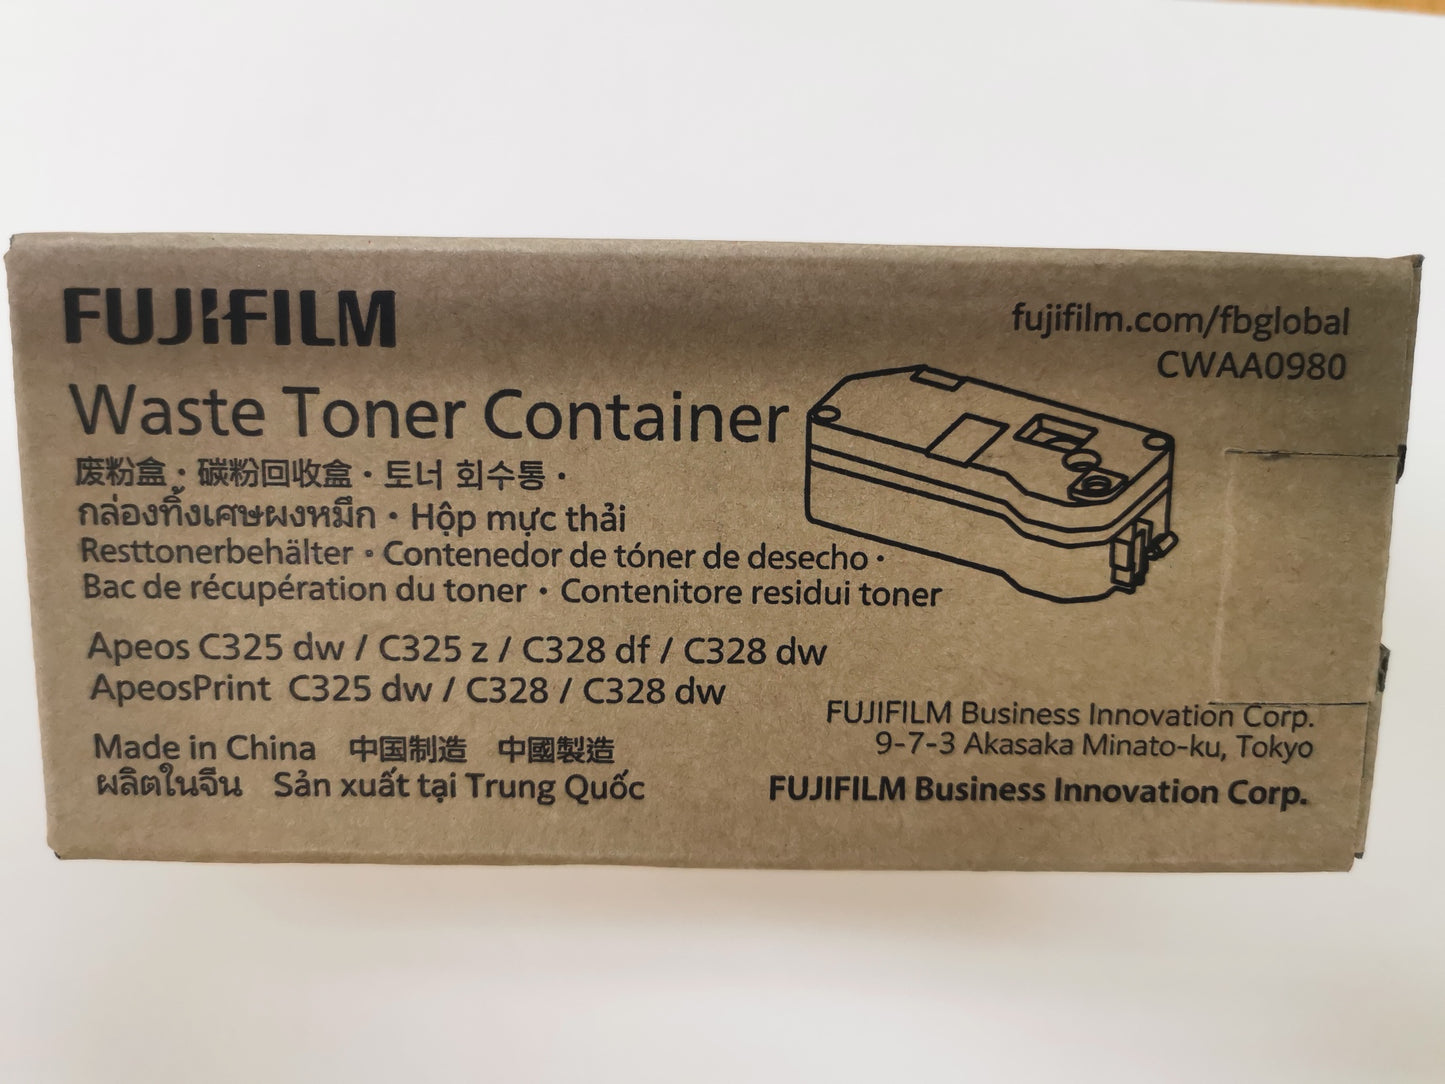 FUJIFILM
fujifilm.com/fbglobal
CWAA0980
Waste Toner Container
废粉盒・碳粉回收盒・토너 회수통・
กล่องทิ้งเศษผงหมึก・Hộp mực thải
Resttonerbehälter・Contenedor de tóner de desecho・
Bac de récupération du toner・Contenitore residui toner
Apeos C325 dw / C325 z / C328 df / C328 dw
ApeosPrint C325 dw / C328 / C328 dw
FUJIFILM Business Innovation Corp.
9-7-3 Akasaka Minato-ku, Tokyo
Made in China 中国制造 中國製造
ผลิตในจีน Sản xuất tại Trung Quốc
FUJIFILM Business Innovation Corp.